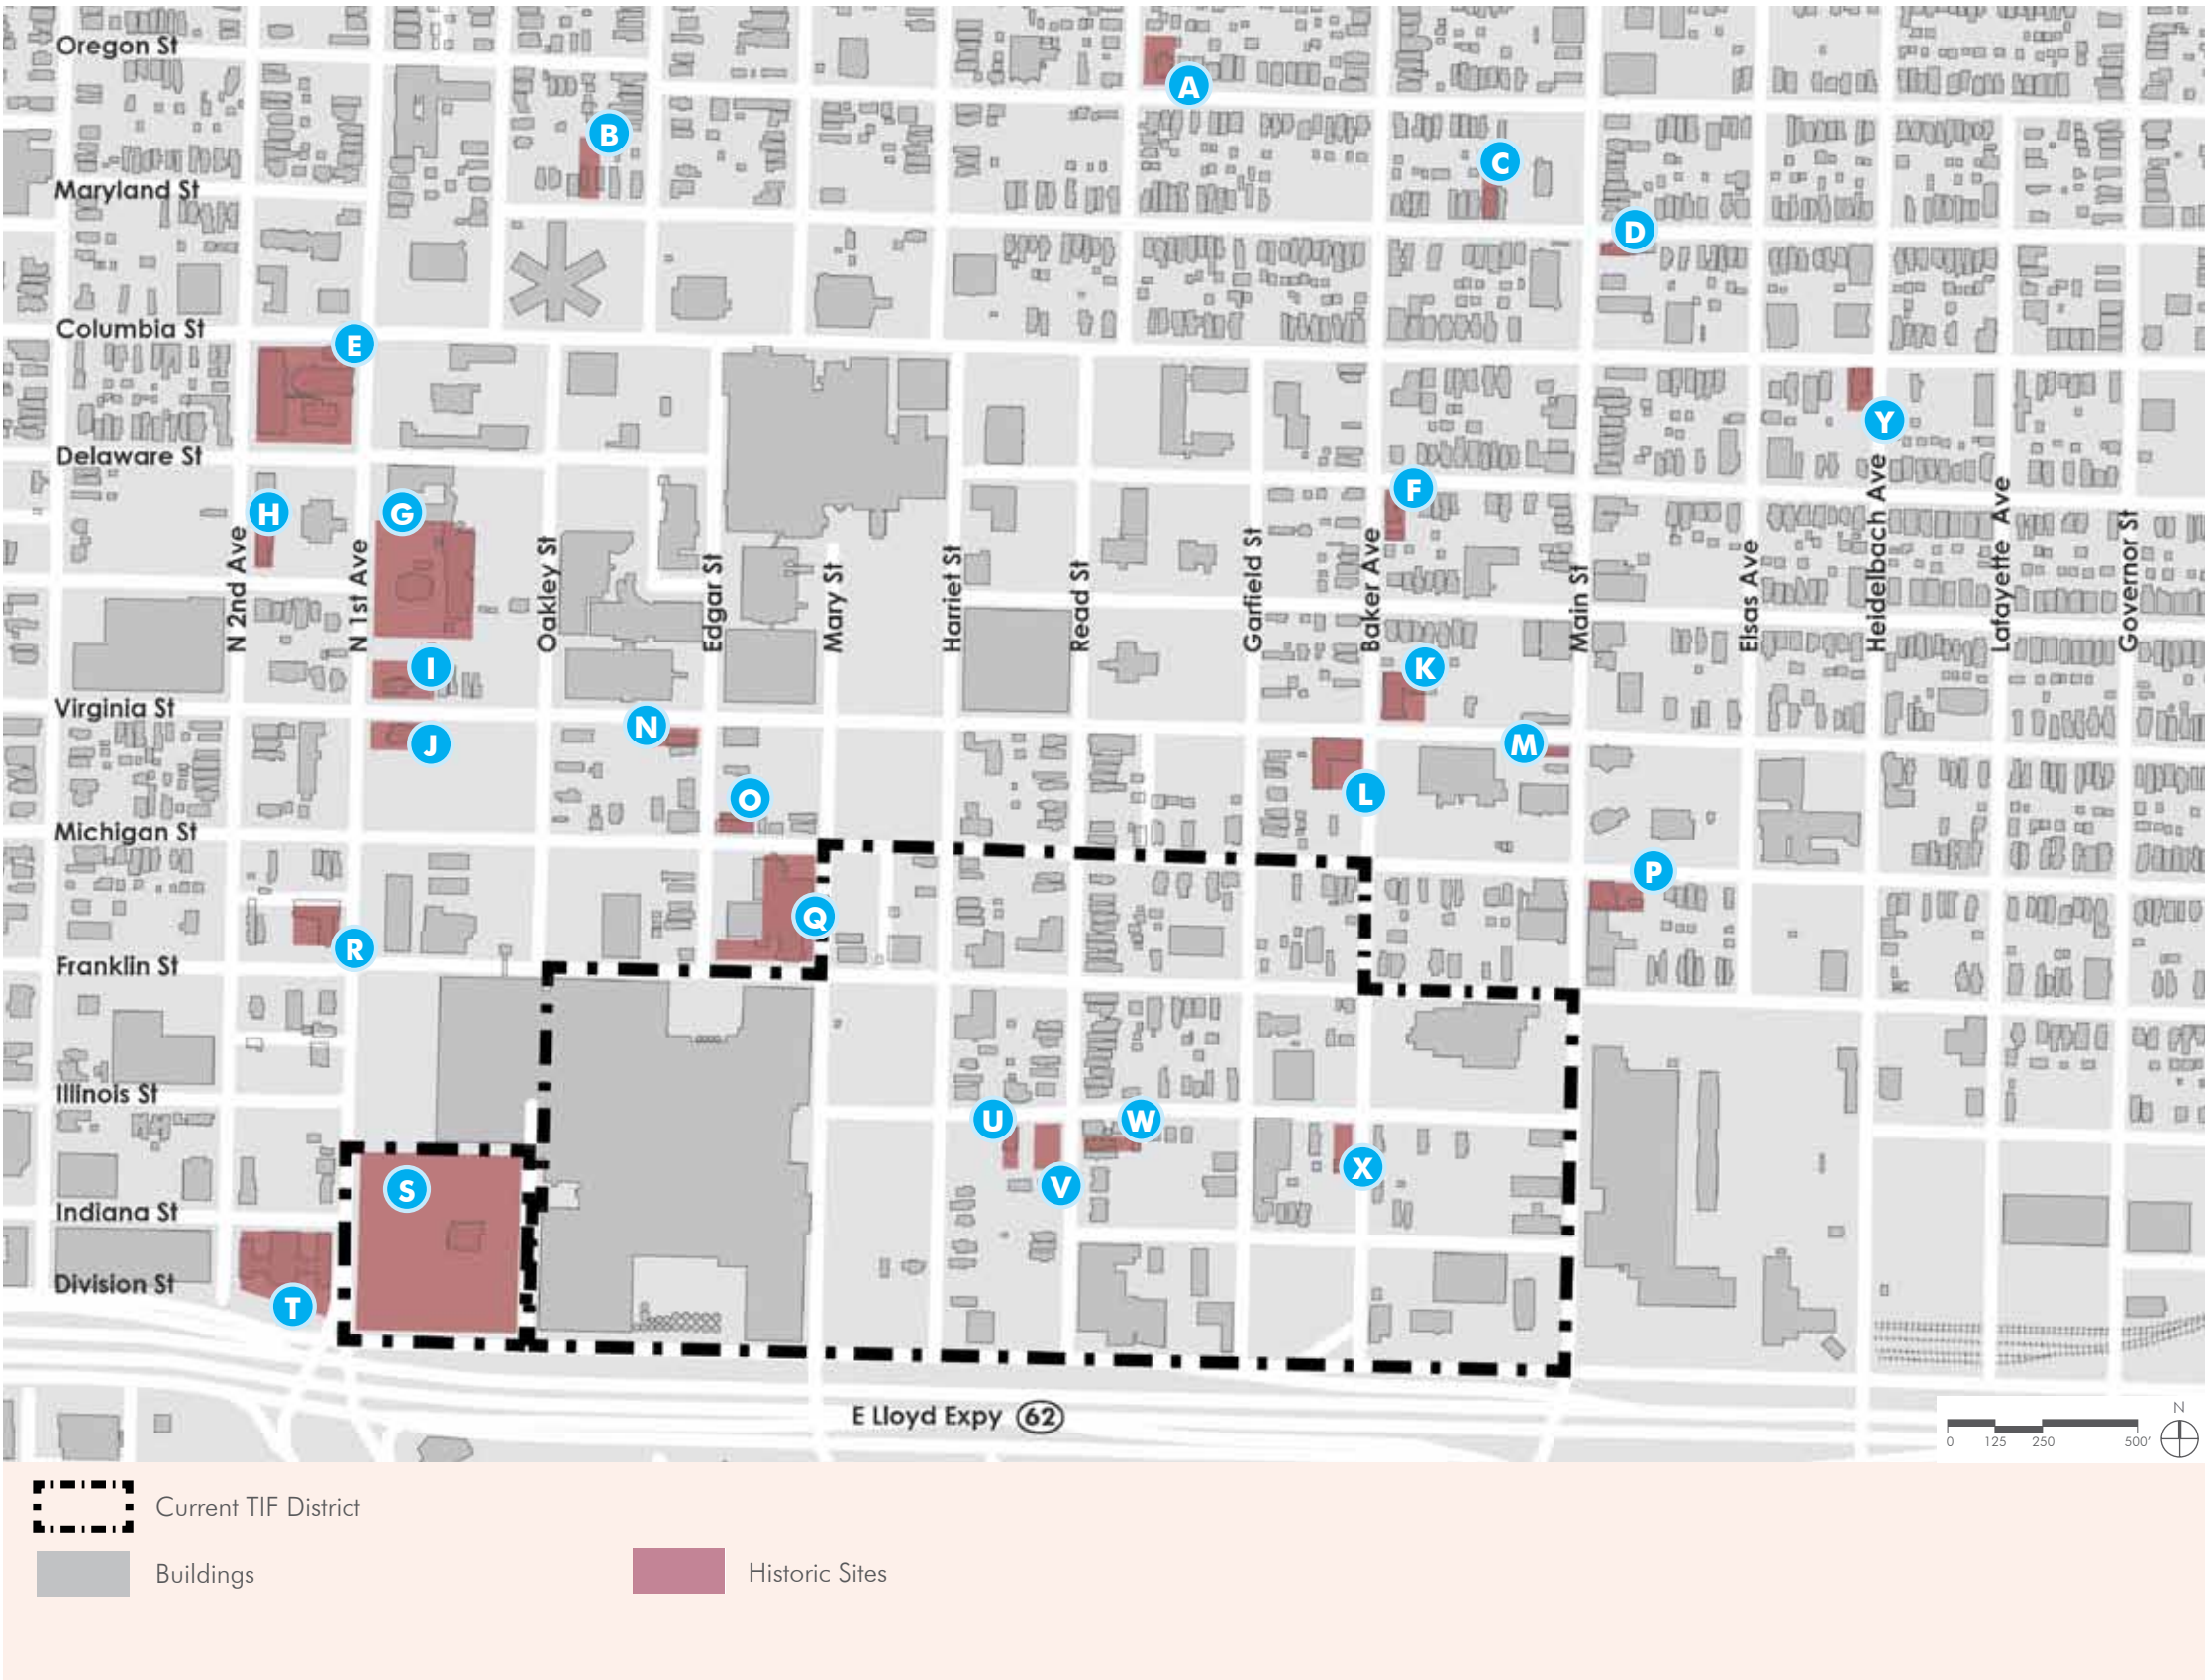 Oregon St
A
B
Maryland St
C
D
Columbia St
E
Y
Delaware St
F
H
G
N 2nd Ave
N 1st Ave
Oakley St
Edgar St
Mary St
Harriet St
Read St
Garfield St
Baker Ave
Main St
Elsas Ave
Heidelbach Ave
Lafayette Ave
Governor St
I
K
Virginia St
N
J
M
L
O
Michigan St
P
Q
R
Franklin St
Illinois St
U
W
X
V
S
Indiana St
Division St
T
E Lloyd Expy 62
N
0 125 250 500'
Current TIF District
Buildings
Historic Sites